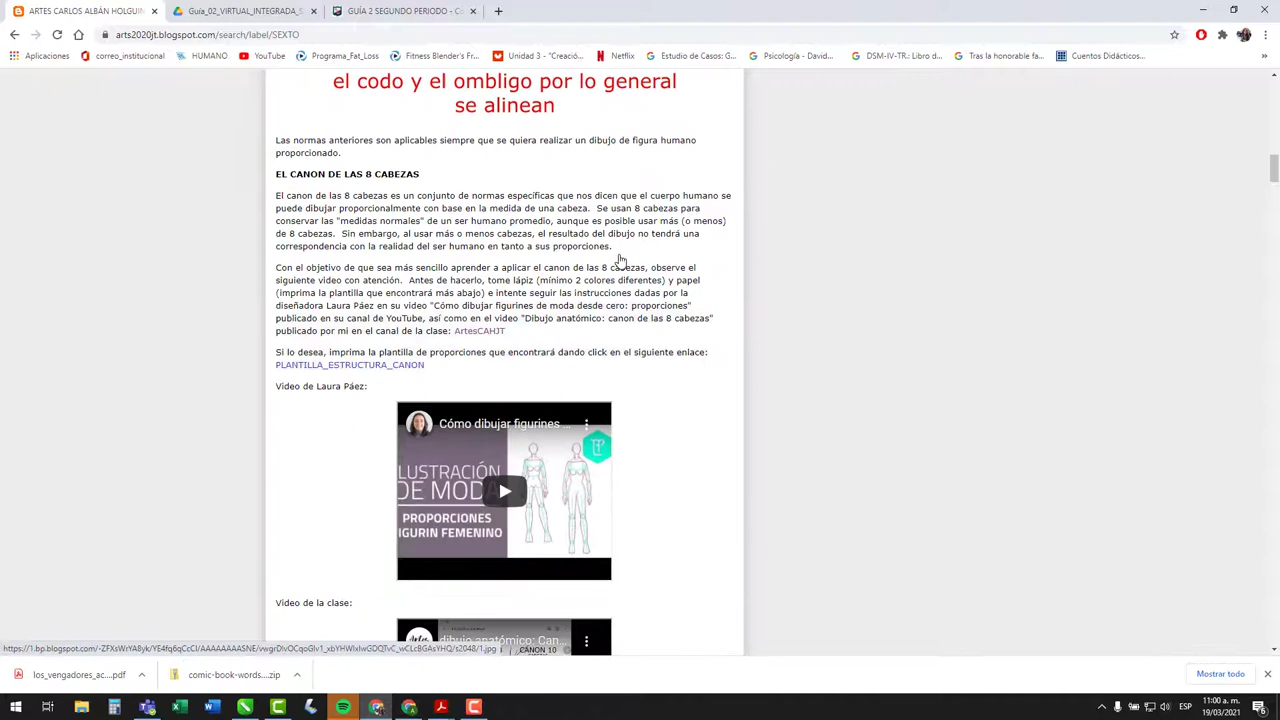 ARTES CARLOS ALBÁN HOLGUIN
Guía_02_VIRTUAL_INTEGRADA_S
GUÍA 2 SEGUNDO PERIODO - C
arts2020jt.blogspot.com/search/label/SEXTO
Aplicaciones
correo_institucional
HUMANO
YouTube
Programa_Fat_Loss
Fitness Blender's Fr...
Unidad 3 - "Creació...
Netflix
Estudio de Casos: G...
Psicología - David...
DSM-IV-TR.: Libro d...
Tras la honorable fa...
Cuentos Didácticos...
el codo y el ombligo por lo general
se alinean
Las normas anteriores son aplicables siempre que se quiera realizar un dibujo de figura humano
proporcionado.
EL CANON DE LAS 8 CABEZAS
El canon de las 8 cabezas es un conjunto de normas específicas que nos dicen que el cuerpo humano se
puede dibujar proporcionalmente con base en la medida de una cabeza. Se usan 8 cabezas para
conservar las "medidas normales" de un ser humano promedio, aunque es posible usar más (o menos)
de 8 cabezas. Sin embargo, al usar más o menos cabezas, el resultado del dibujo no tendrá una
correspondencia con la realidad del ser humano en tanto a sus proporciones.
Con el objetivo de que sea más sencillo aprender a aplicar el canon de las 8 cabezas, observe el
siguiente video con atención. Antes de hacerlo, tome lápiz (mínimo 2 colores diferentes) y papel
(imprima la plantilla que encontrará más abajo) e intente seguir las instrucciones dadas por la
diseñadora Laura Páez en su video "Cómo dibujar figurines de moda desde cero: proporciones"
publicado en su canal de YouTube, así como en el video "Dibujo anatómico: canon de las 8 cabezas"
publicado por mi en el canal de la clase: ArtesCAHJT
Si lo desea, imprima la plantilla de proporciones que encontrará dando click en el siguiente enlace:
PLANTILLA_ESTRUCTURA_CANON
Video de Laura Páez:
Cómo dibujar figurines ...
ILUSTRACIÓN
DE MODA
PROPORCIONES
FIGURIN FEMENINO
Video de la clase:
dibujo anatómico: Can...
CANON 10
los_vengadores_ac....pdf
comic-book-words....zip
Mostrar todo
ESP
11:00 a. m.
19/03/2021